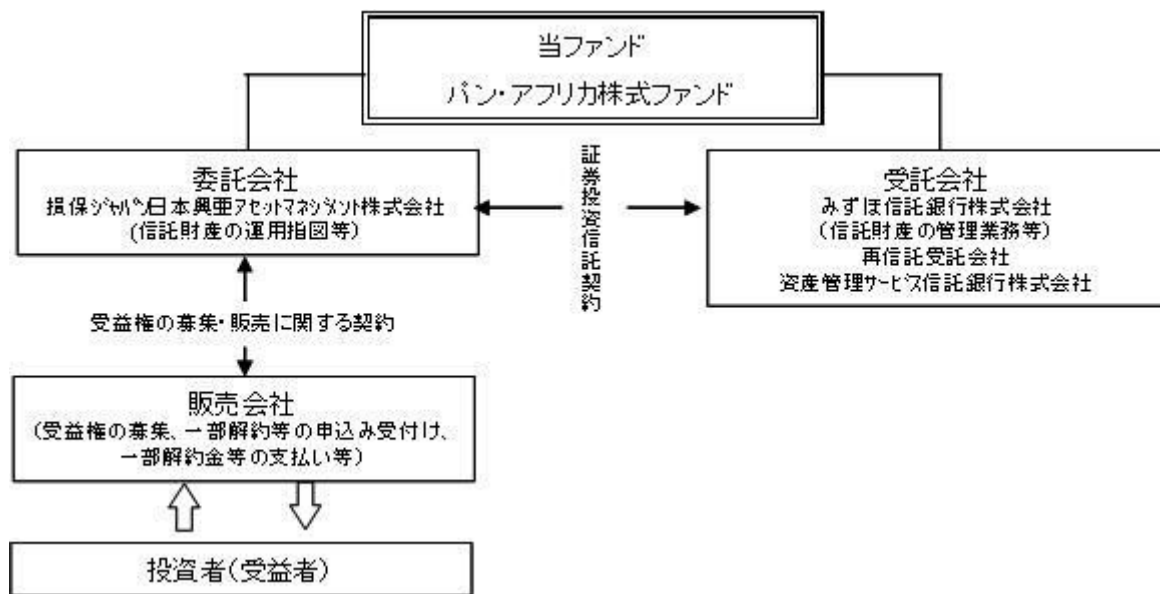 当ファンド
パン・アフリカ株式ファンド
委託会社
損保ジャパン日本興亜アセットマネジメント株式会社
(信託財産の運用指図等)
証券投資信託契約
受託会社
みずほ信託銀行株式会社
(信託財産の管理業務等)
再信託受託会社
資産管理サービス信託銀行株式会社
受益権の募集・販売に関する契約
販売会社
(受益権の募集、一部解約等の申込み受付け、
一部解約金等の支払い等)
投資者(受益者)